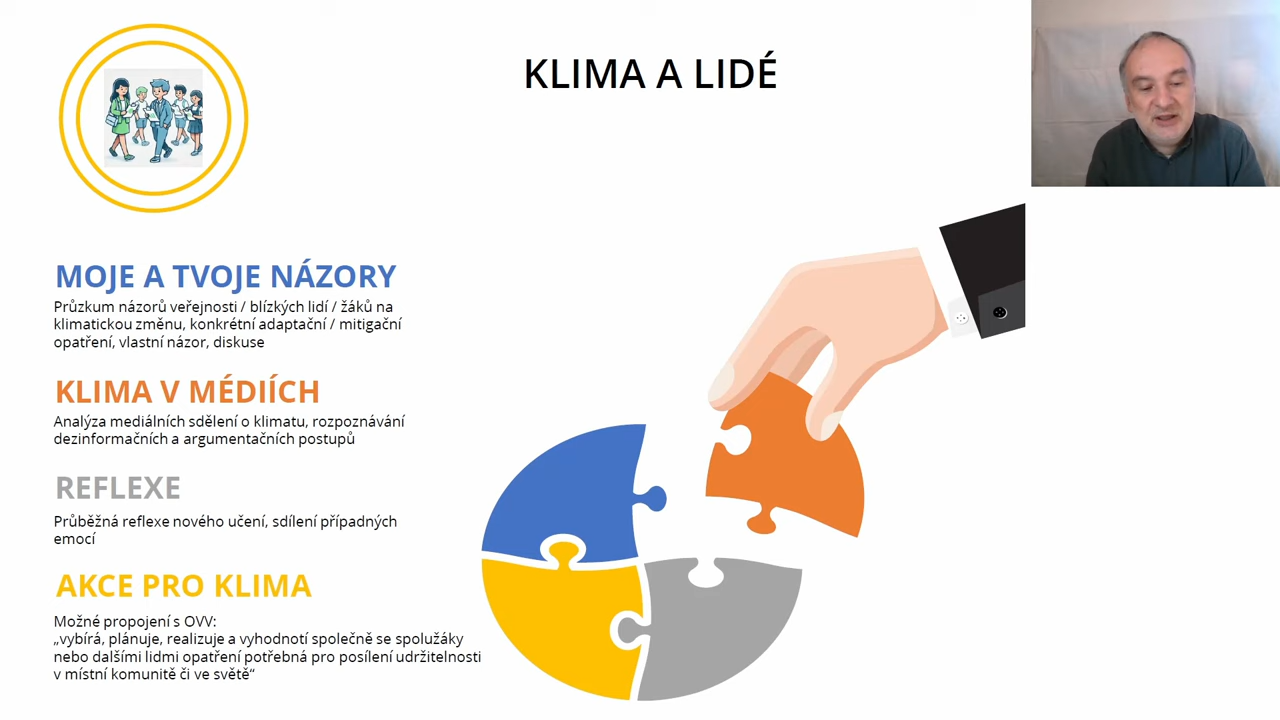 KLIMA A LIDÉ
MOJE A TVOJE NÁZORY
Průzkum názorů veřejnosti / blízkých lidí / žáků na
klimatickou změnu, konkrétní adaptační / mitigační
opatření, vlastní názor, diskuse
KLIMA V MÉDIÍCH
Analýza mediálních sdělení o klimatu, rozpoznávání
dezinformačních a argumentačních postupů
REFLEXE
Průběžná reflexe nového učení, sdílení případných
emocí
AKCE PRO KLIMA
Možné propojení s OVV:
„vybírá, plánuje, realizuje a vyhodnotí společně se spolužáky
nebo dalšími lidmi opatření potřebná pro posílení udržitelnosti
v místní komunitě či ve světě“